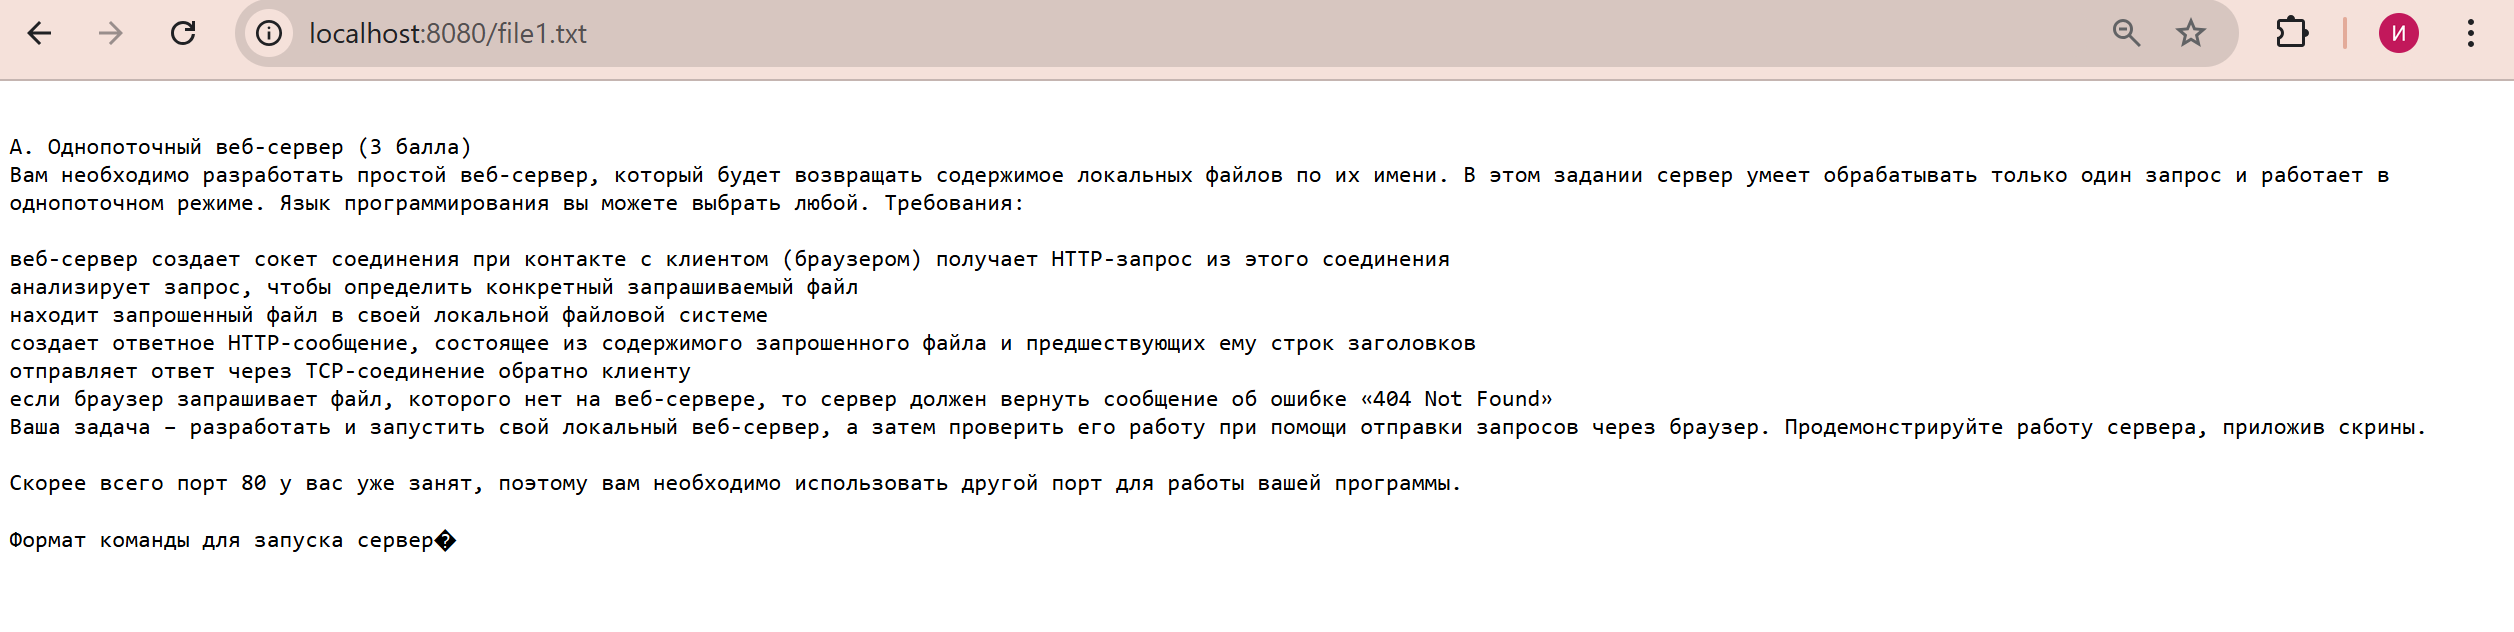 localhost:8080/file1.txt
И
А. Однопоточный веб-сервер (3 балла)
Вам необходимо разработать простой веб-сервер, который будет возвращать содержимое локальных файлов по их имени. В этом задании сервер умеет обрабатывать только один запрос и работает в
однопоточном режиме. Язык программирования вы можете выбрать любой. Требования:
веб-сервер создает сокет соединения при контакте с клиентом (браузером) получает HTTP-запрос из этого соединения
анализирует запрос, чтобы определить конкретный запрашиваемый файл
находит запрошенный файл в своей локальной файловой системе
создает ответное HTTP-сообщение, состоящее из содержимого запрошенного файла и предшествующих ему строк заголовков
отправляет ответ через TCP-соединение обратно клиенту
если браузер запрашивает файл, которого нет на веб-сервере, то сервер должен вернуть сообщение об ошибке «404 Not Found»
Ваша задача – разработать и запустить свой локальный веб-сервер, а затем проверить его работу при помощи отправки запросов через браузер. Продемонстрируйте работу сервера, приложив скрины.
Скорее всего порт 80 у вас уже занят, поэтому вам необходимо использовать другой порт для работы вашей программы.
Формат команды для запуска сервер�